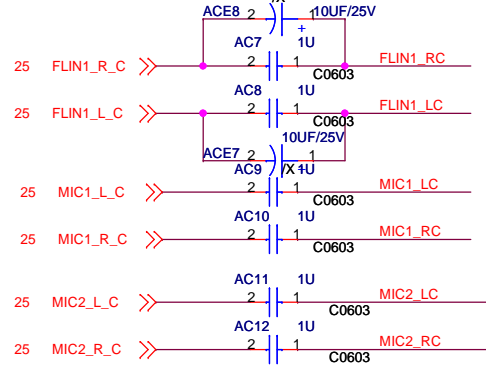 /X
ACE8 2 1 10UF/25V
+
AC7 1U
25 FLIN1_R_C 2 1 FLIN1_RC
C0603
AC8 1U
25 FLIN1_L_C 2 1 FLIN1_LC
C0603
10UF/25V
ACE7 2 1
AC9 /X + 1U
25 MIC1_L_C 2 1 MIC1_LC
C0603
AC10 1U
25 MIC1_R_C 2 1 MIC1_RC
C0603
AC11 1U
25 MIC2_L_C 2 1 MIC2_LC
C0603
AC12 1U
25 MIC2_R_C 2 1 MIC2_RC
C0603